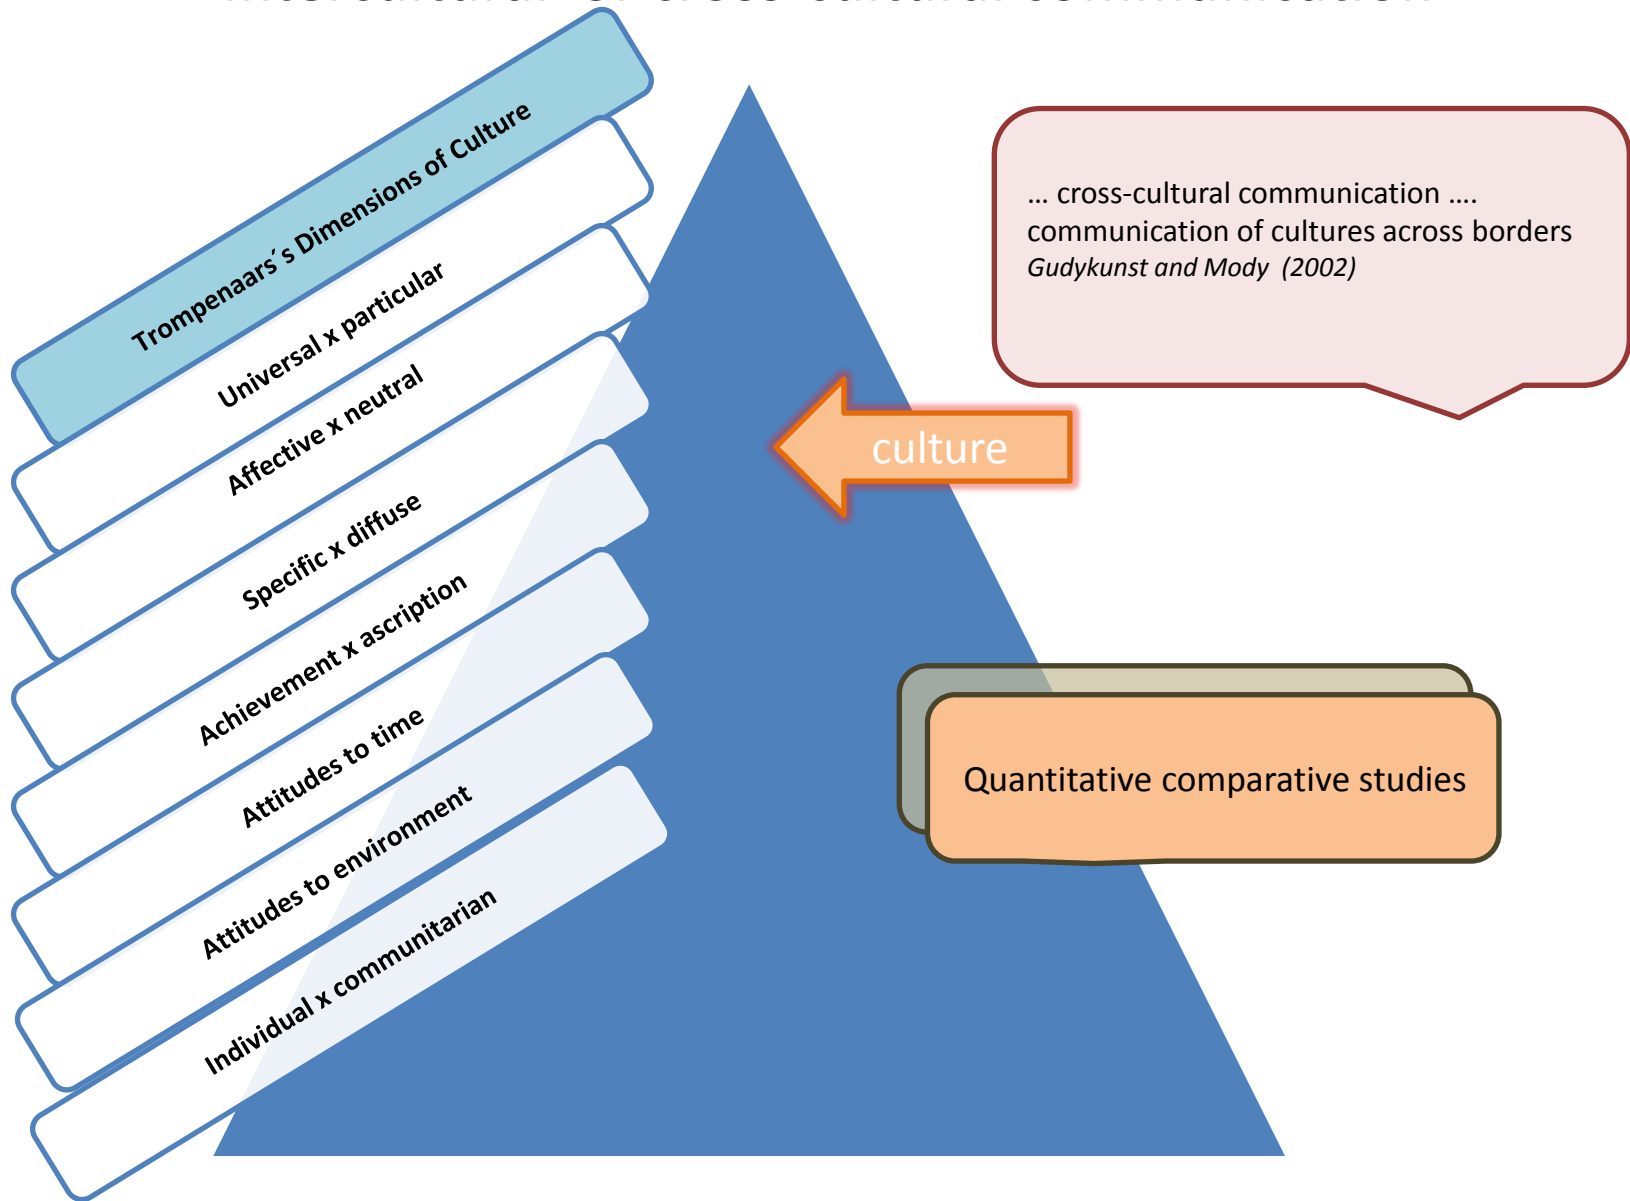 Trompenaars´s Dimensions of Culture
Universal x particular
Affective x neutral
Specific x diffuse
Achievement x ascription
Attitudes to time
Attitudes to environment
Individual x communitarian
... cross-cultural communication ....
communication of cultures across borders
Gudykunst and Mody (2002)
culture
Quantitative comparative studies